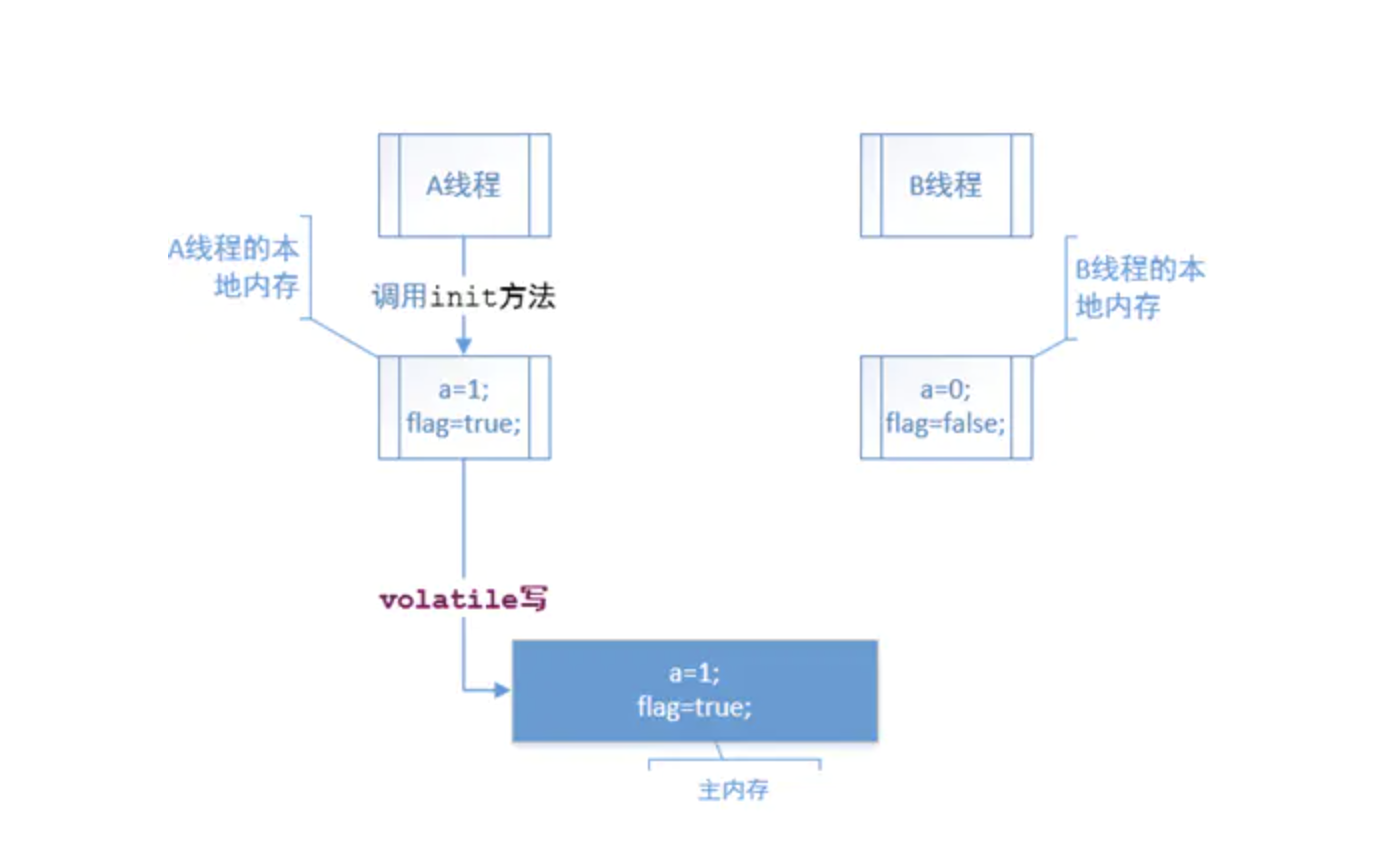 A线程
B线程
A线程的本
地内存
B线程的本
地内存
调用init方法
a=1;
flag=true;
a=0;
flag=false;
volatile写
a=1;
flag=true;
主内存